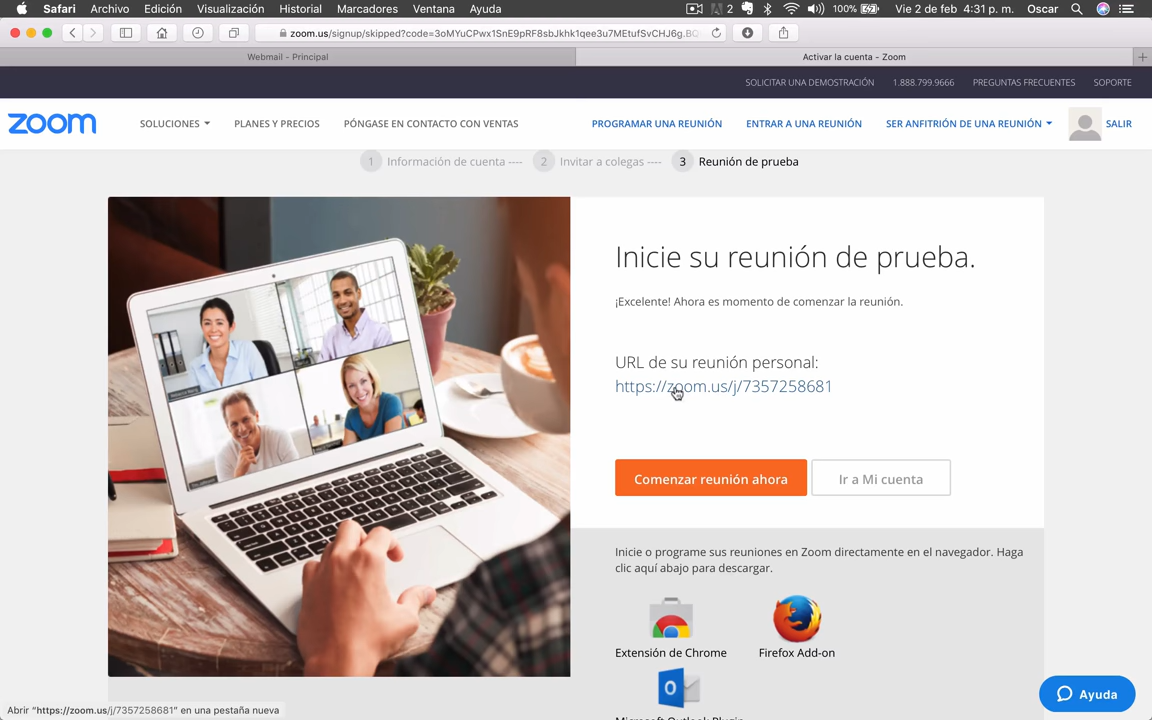 Safari Archivo Edición Visualización Historial Marcadores Ventana Ayuda 2 100% Vie 2 de feb 4:31 p. m. Oscar
zoom.us/signup/skipped?code=3oMYuCPwx1SnE9pRF8sbJkhk1qee3u7MEtufSvCHJ6g.BQ
Webmail - Principal
Activar la cuenta - Zoom
SOLICITAR UNA DEMOSTRACIÓN 1.888.799.9666 PREGUNTAS FRECUENTES SOPORTE
zoom SOLUCIONES PLANES Y PRECIOS PÓNGASE EN CONTACTO CON VENTAS PROGRAMAR UNA REUNIÓN ENTRAR A UNA REUNIÓN SER ANFITRIÓN DE UNA REUNIÓN SALIR
1 Información de cuenta ---- 2 Invitar a colegas ---- 3 Reunión de prueba
Inicie su reunión de prueba.
¡Excelente! Ahora es momento de comenzar la reunión.
URL de su reunión personal:
https://zoom.us/j/7357258681
Comenzar reunión ahora
Ir a Mi cuenta
Inicie o programe sus reuniones en Zoom directamente en el navegador. Haga
clic aquí abajo para descargar.
Extensión de Chrome
Firefox Add-on
Microsoft Outlook Plugin
Ayuda
Abrir "https://zoom.us/j/7357258681" en una pestaña nueva